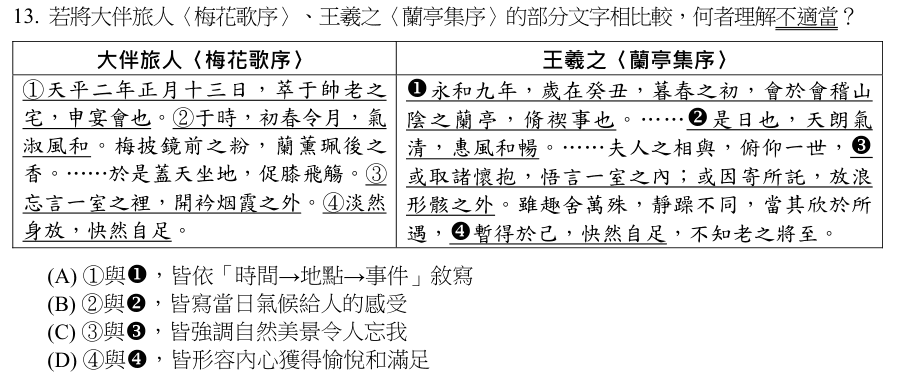 13. 若將大伴旅人〈梅花歌序〉、王羲之〈蘭亭集序〉的部分文字相比較，何者理解不適當？
大伴旅人〈梅花歌序〉
①天平二年正月十三日，萃于帥老之
宅，申宴會也。②于時，初春令月，氣
淑風和。梅披鏡前之粉，蘭薰珮後之
香。……於是蓋天坐地，促膝飛觴。③
忘言一室之裡，開衿烟霞之外。④淡然
身放，快然自足。
王羲之〈蘭亭集序〉
❶永和九年，歲在癸丑，暮春之初，會於會稽山
陰之蘭亭，脩禊事也。……❷是日也，天朗氣
清，惠風和暢。……夫人之相與，俯仰一世，❸
或取諸懷抱，悟言一室之內；或因寄所託，放浪
形骸之外。雖趣舍萬殊，靜躁不同，當其欣於所
遇，❹暫得於己，快然自足，不知老之將至。
(A) ①與❶，皆依「時間→地點→事件」敘寫
(B) ②與❷，皆寫當日氣候給人的感受
(C) ③與❸，皆強調自然美景令人忘我
(D) ④與❹，皆形容內心獲得愉悅和滿足